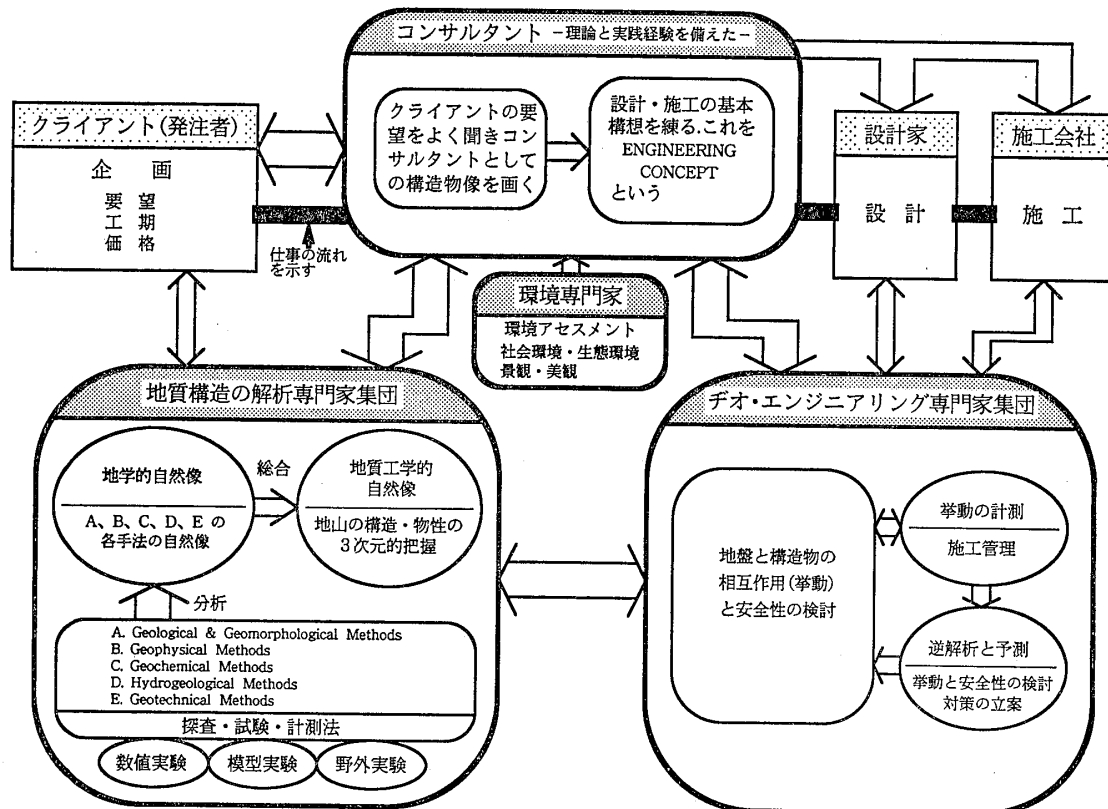 コンサルタント －理論と実践経験を備えた－
クライアントの要
望をよく聞きコン
サルタントとして
の構造物像を画く
設計・施工の基本
構想を練る．これを
ENGINEERING
CONCEPT
という
クライアント(発注者)
企　画
要　望
工　期
価　格
仕事の流れ
を示す
設計家
設　計
施工会社
施　工
環境専門家
環境アセスメント
社会環境・生態環境
景観・美観
地質構造の解析専門家集団
地学的自然像
A、B、C、D、E の
各手法の自然像
総合
地質工学的
自然像
地山の構造・物性の
３次元的把握
分析
A. Geological & Geomorphological Methods
B. Geophysical Methods
C. Geochemical Methods
D. Hydrogeological Methods
E. Geotechnical Methods
探査・試験・計測法
数値実験
模型実験
野外実験
ヂオ・エンジニアリング専門家集団
地盤と構造物の
相互作用(挙動)
と安全性の検討
挙動の計測
施工管理
逆解析と予測
挙動と安全性の検討
対策の立案